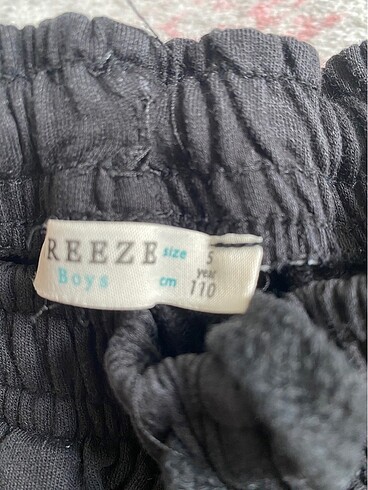 REEZE
Boys
size 5 year
cm 110